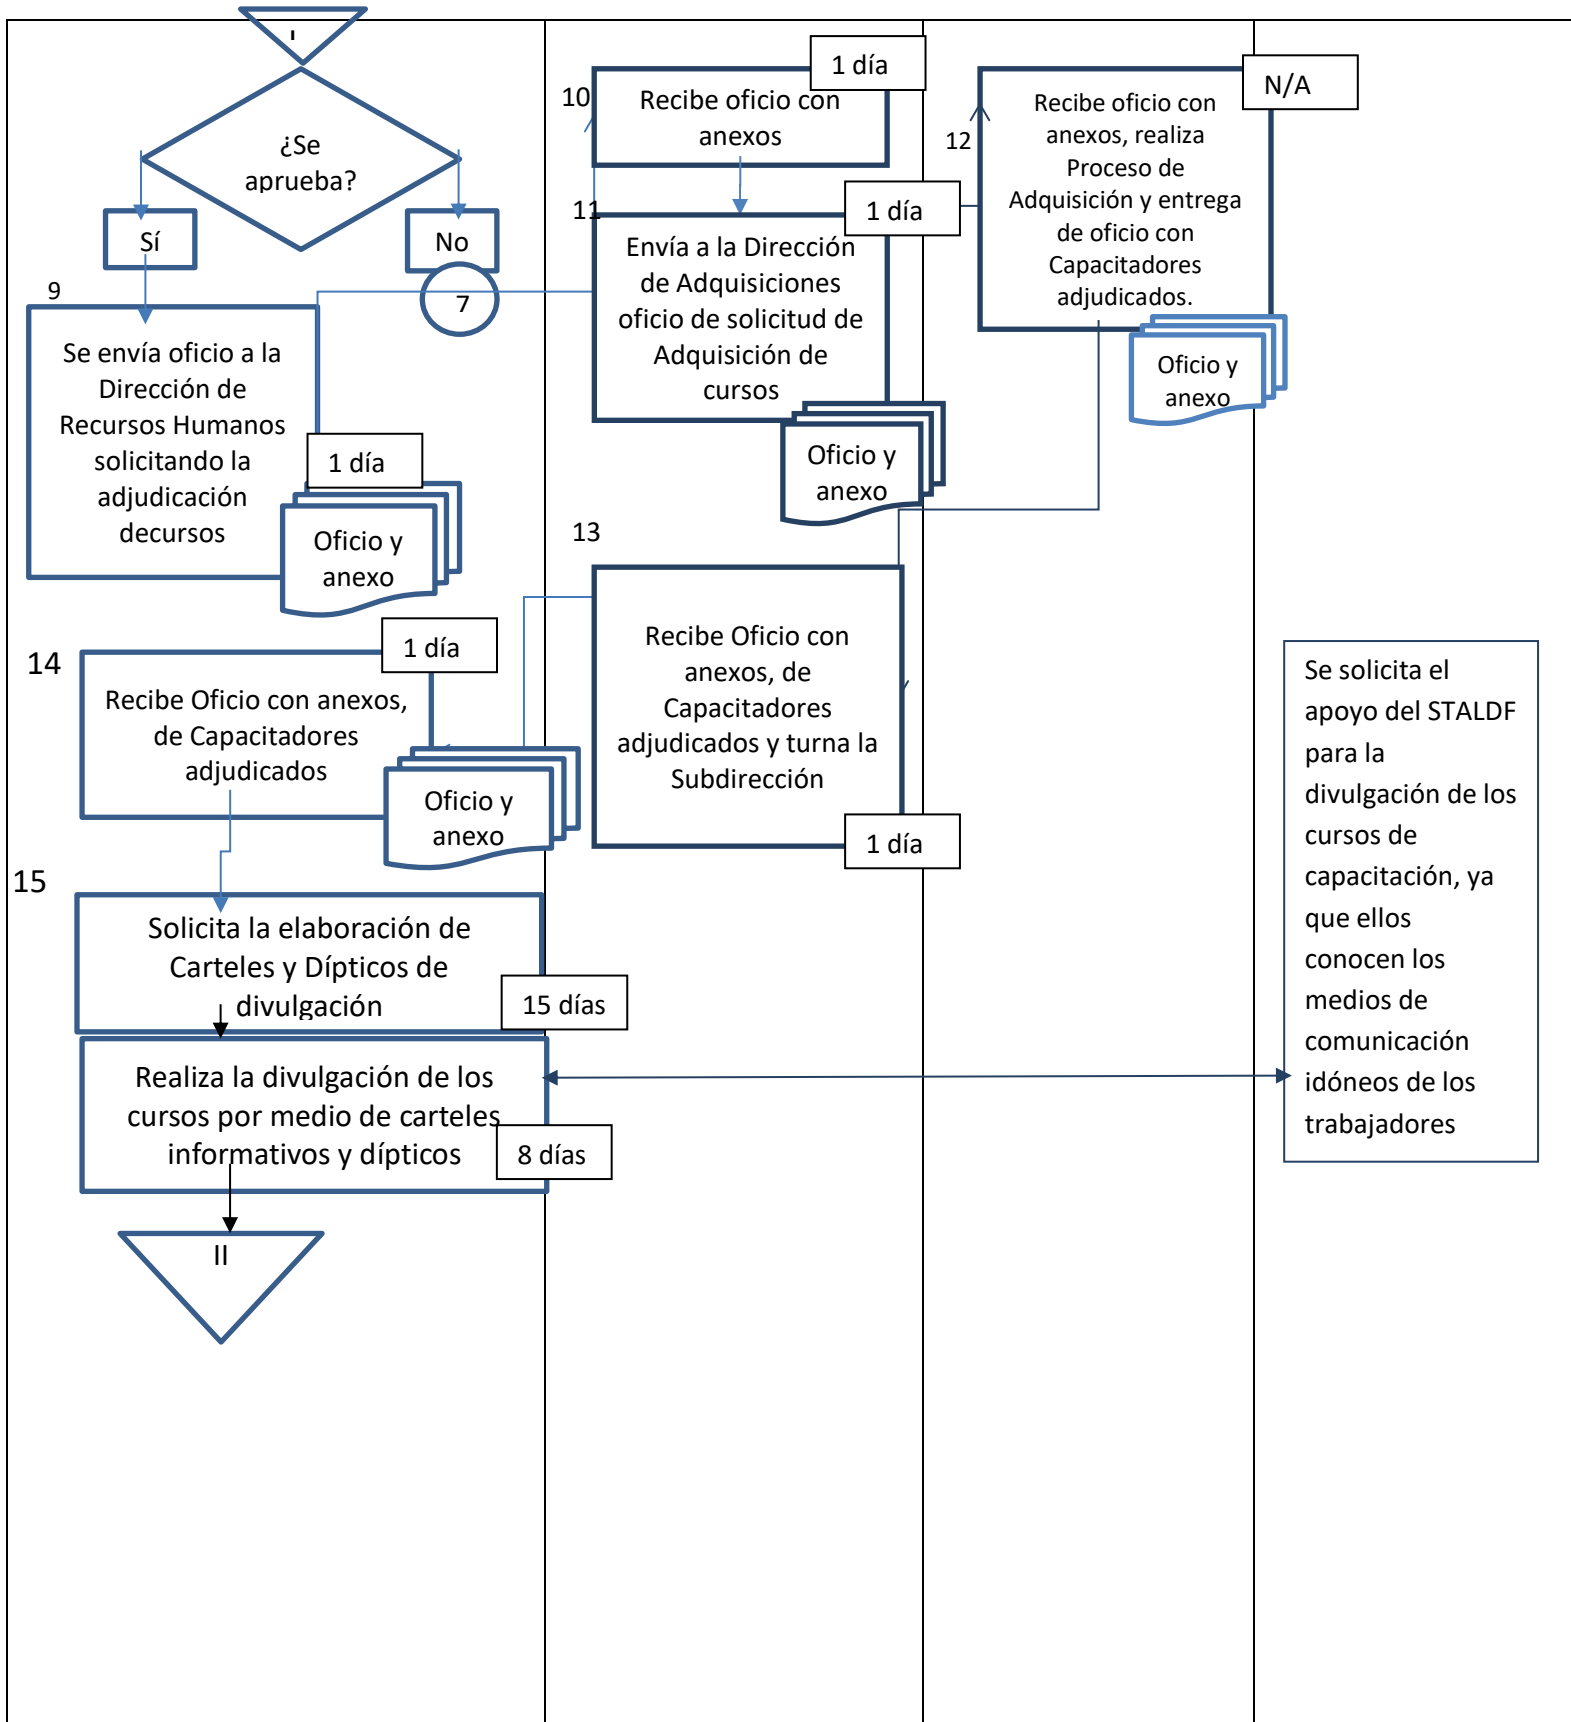 I
¿Se
aprueba?
Sí
No
7
9
Se envía oficio a la
Dirección de
Recursos Humanos
solicitando la
adjudicación
decursos
1 día
Oficio y
anexo
10
1 día
Recibe oficio con
anexos
11
1 día
Envía a la Dirección
de Adquisiciones
oficio de solicitud de
Adquisición de
cursos
Oficio y
anexo
12
N/A
Recibe oficio con
anexos, realiza
Proceso de
Adquisición y entrega
de oficio con
Capacitadores
adjudicados.
Oficio y
anexo
13
Recibe Oficio con
anexos, de
Capacitadores
adjudicados y turna la
Subdirección
1 día
14
1 día
Recibe Oficio con anexos,
de Capacitadores
adjudicados
Oficio y
anexo
15
Solicita la elaboración de
Carteles y Dípticos de
divulgación
15 días
Realiza la divulgación de los
cursos por medio de carteles
informativos y dípticos
8 días
II
Se solicita el
apoyo del STALDF
para la
divulgación de los
cursos de
capacitación, ya
que ellos
conocen los
medios de
comunicación
idóneos de los
trabajadores